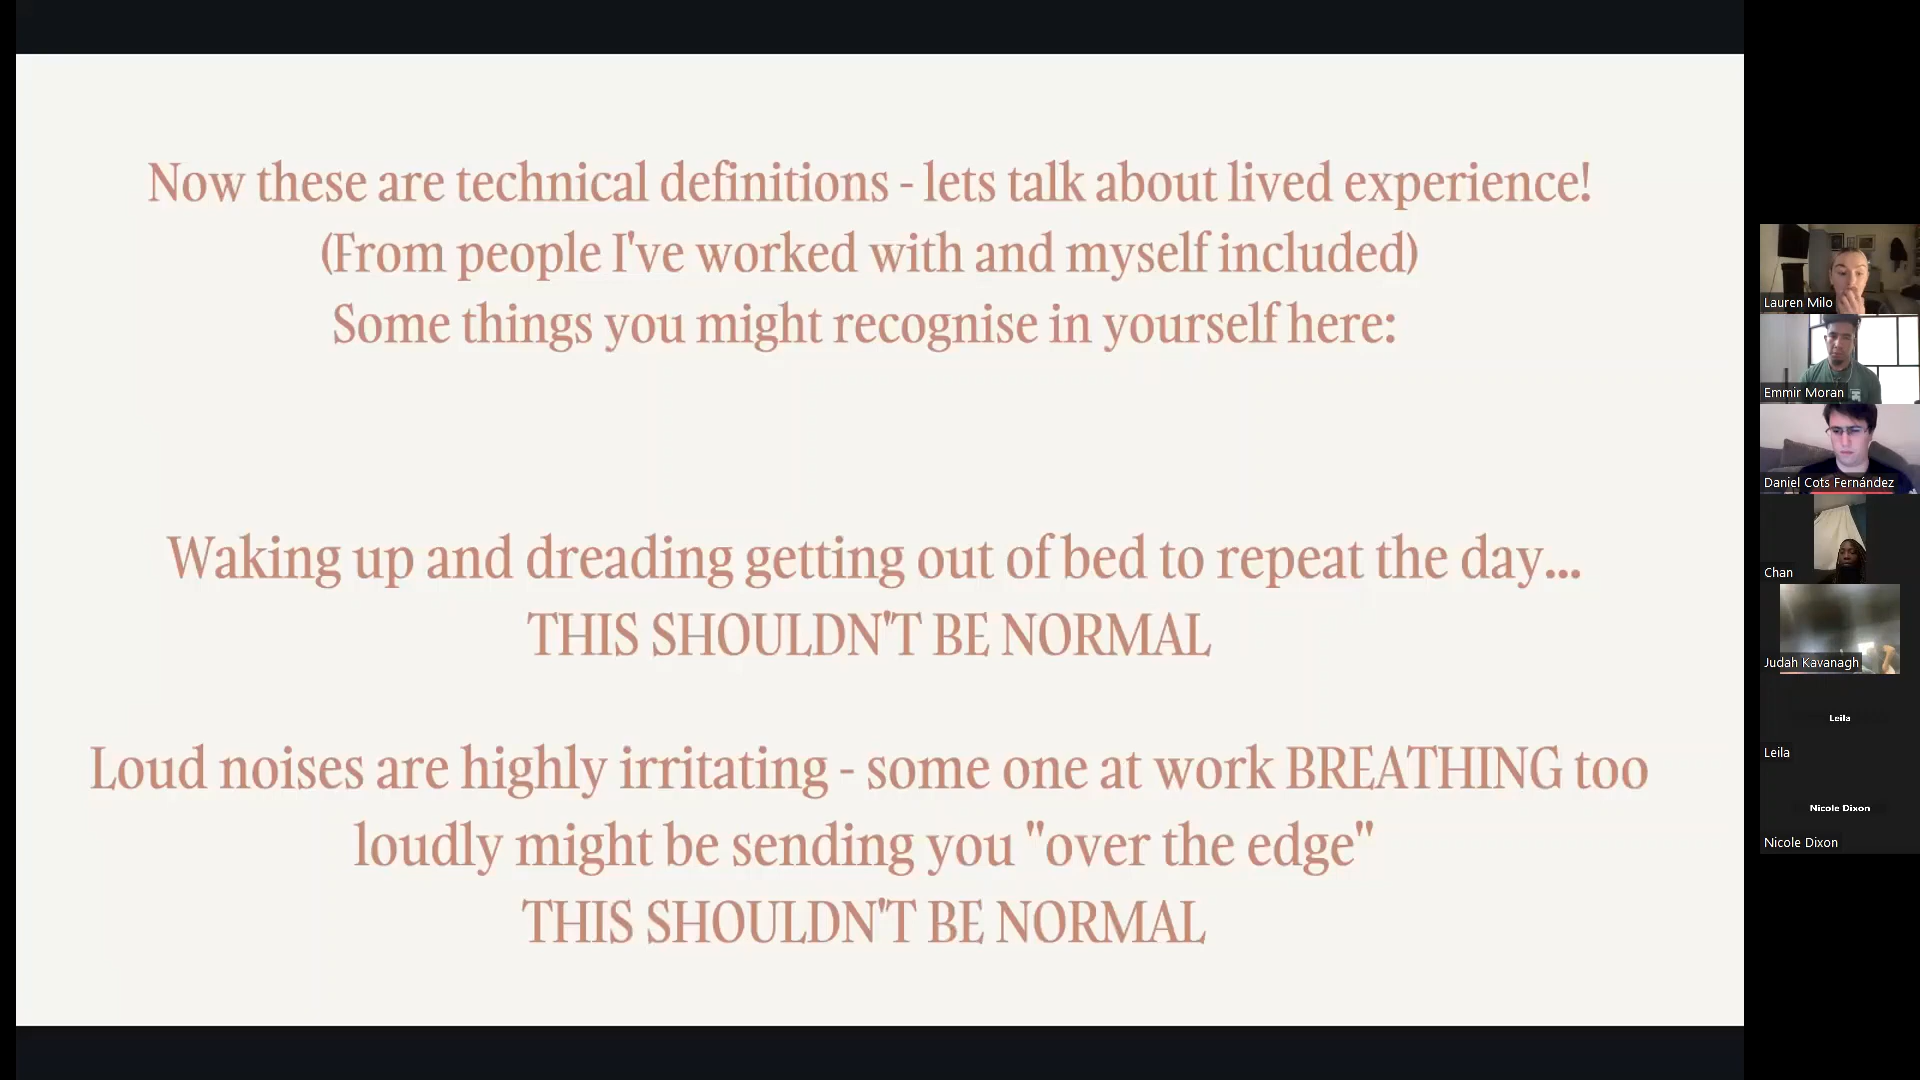 Now these are technical definitions - lets talk about lived experience!
(From people I've worked with and myself included)
Some things you might recognise in yourself here:
Waking up and dreading getting out of bed to repeat the day...
THIS SHOULDN'T BE NORMAL
Loud noises are highly irritating - some one at work BREATHING too
loudly might be sending you "over the edge"
THIS SHOULDN'T BE NORMAL
Lauren Milo
Emmir Moran
Daniel Cots Fernández
Chan
Judah Kavanagh
Leila
Leila
Nicole Dixon
Nicole Dixon